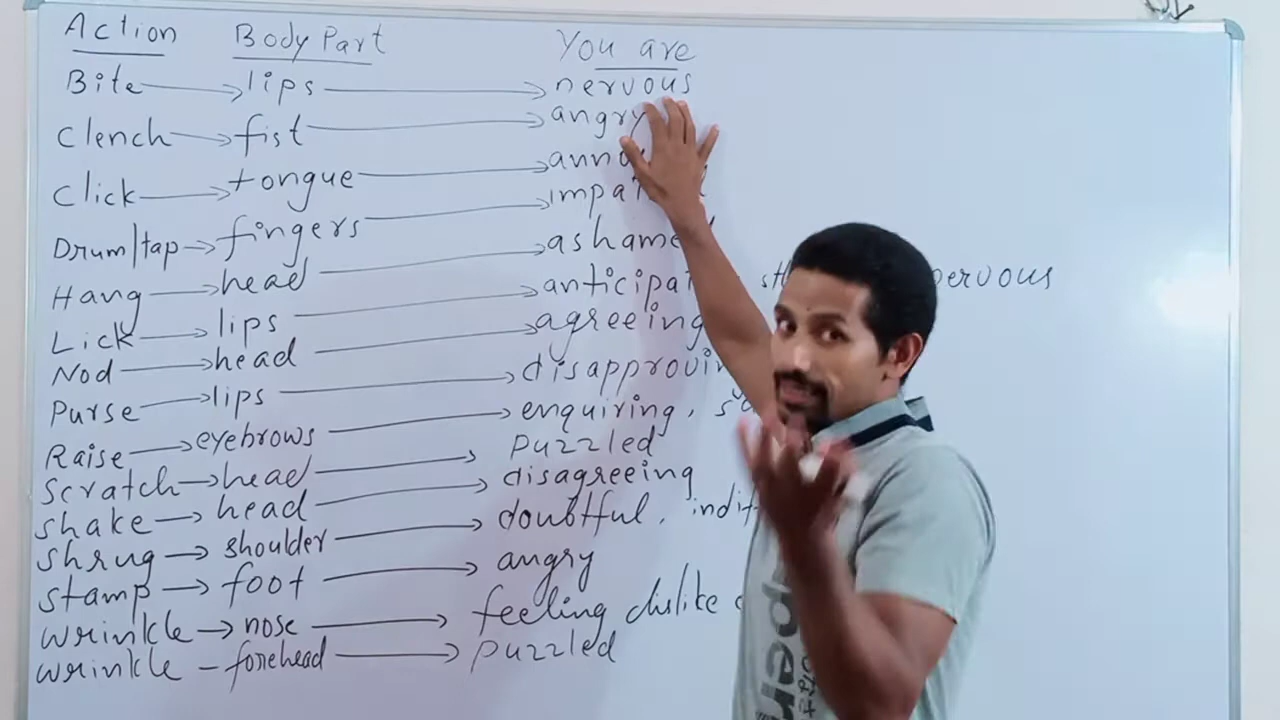 Action Body Part You are
Bite lips nervous
Clench fist angry
Click tongue
Drum/tap fingers
Hang head
Lick lips nervous
Nod head agreeing
Purse lips
Raise eyebrows enquiring,
Scratch head puzzled
shake head disagreeing
shrug shoulder doubtful,
stamp foot angry
wrinkle nose feeling dislike
wrinkle - forehead puzzled